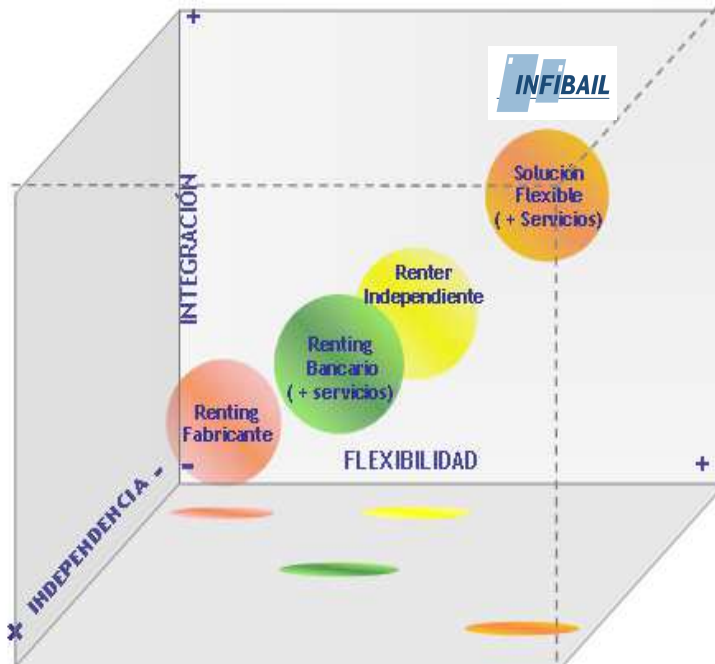 +
INFIBAIL
Solución
Flexible
( + Servicios)
INTEGRACIÓN
Renter
Independiente
Renting
Bancario
( + servicios)
Renting
Fabricante
-
FLEXIBILIDAD
+
x INDEPENDENCIA -